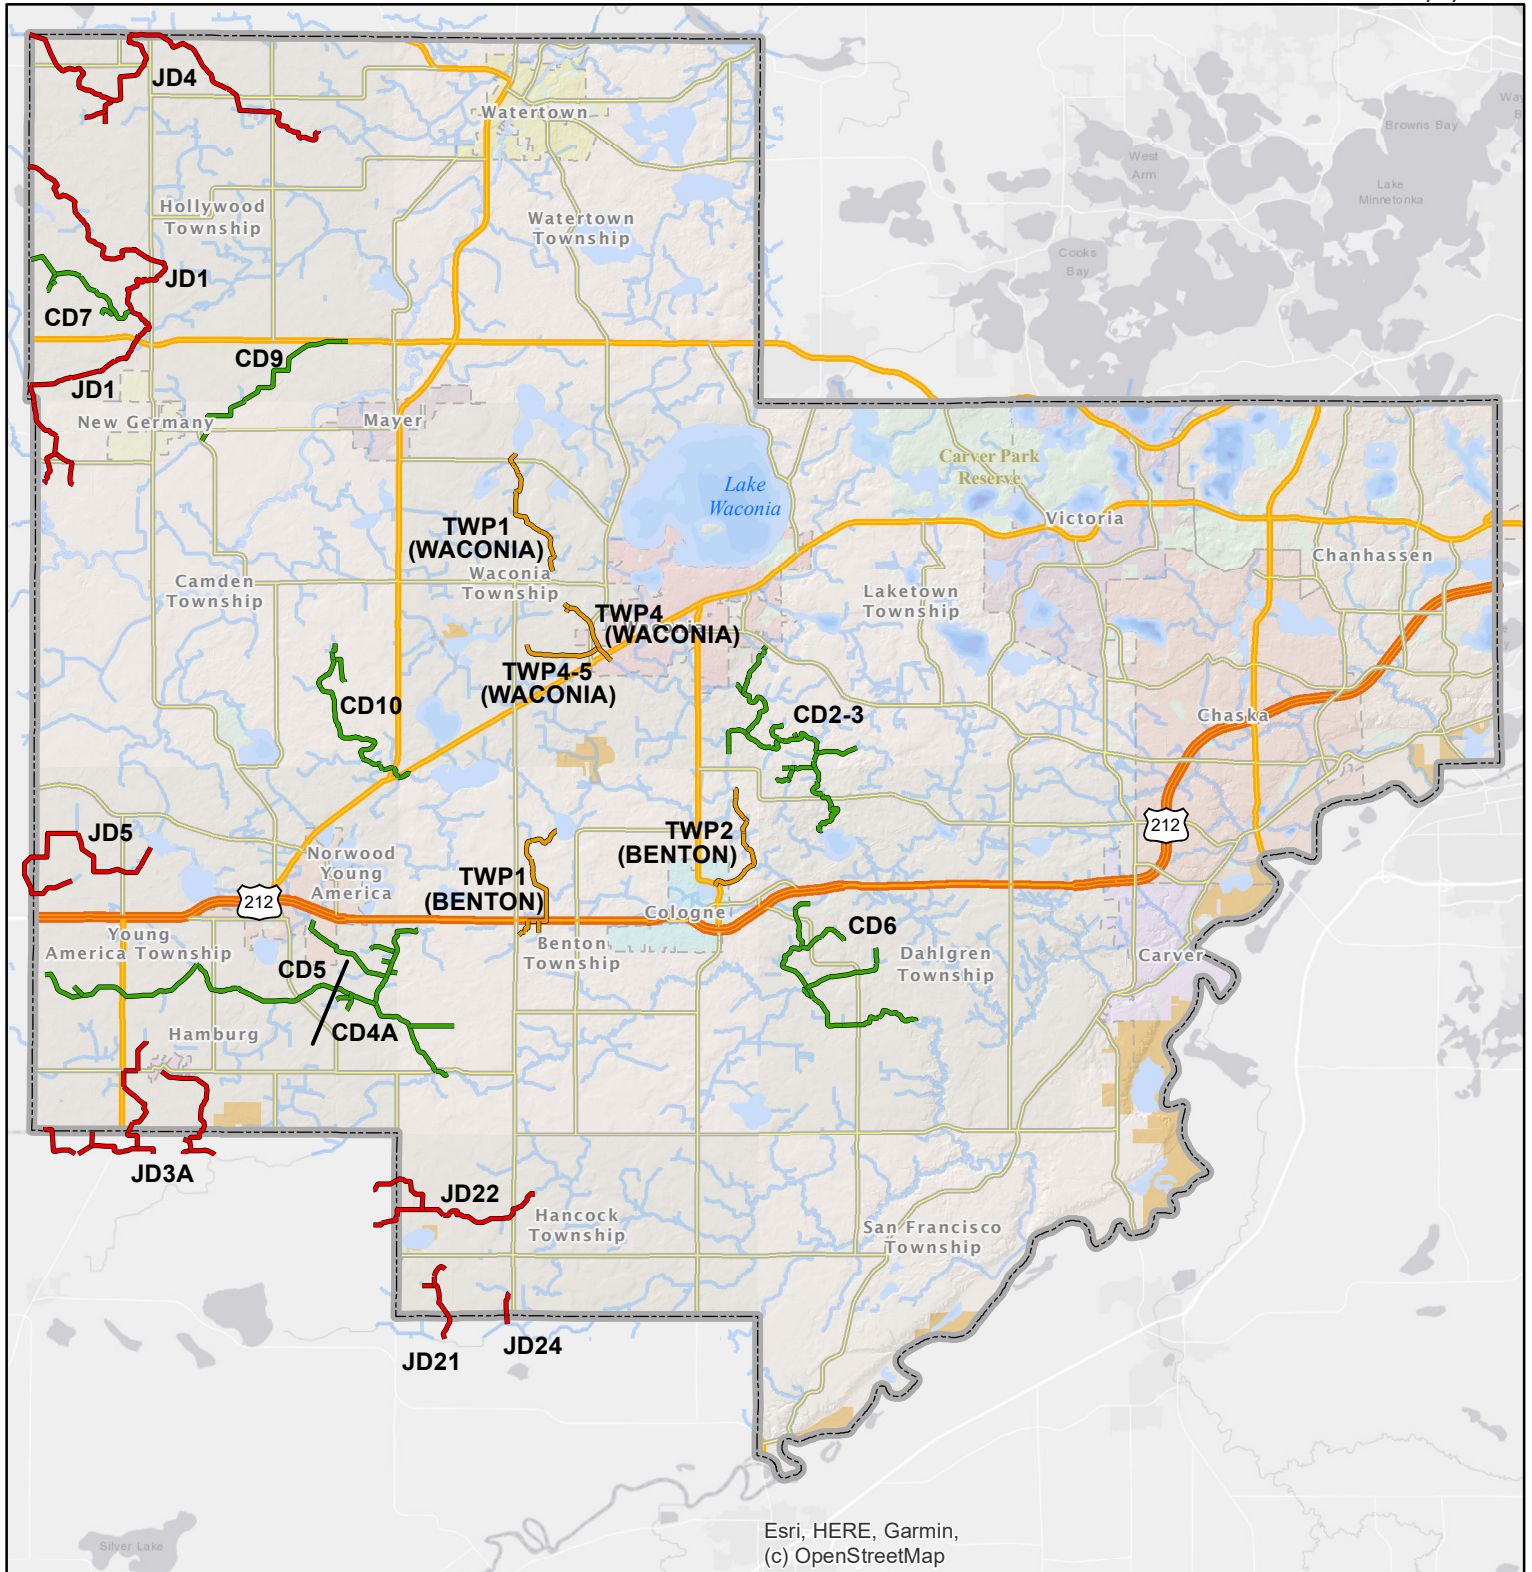 JD4
Watertown
Browns Bay
West
Arm
Lake
Minnetonka
Hollywood
Township
Watertown
Township
Cooks
Bay
JD1
CD7
CD9
JD1
New Germany
Mayer
Carver Park
Reserve
Lake
Waconia
TWP1
(WACONIA)
Victoria
Chanhassen
Waconia
Township
Camden
Township
Laketown
Township
TWP4
(WACONIA)
TWP4-5
(WACONIA)
CD10
CD2-3
Chaska
JD5
TWP2
(BENTON)
212
Norwood
Young
America
TWP1
(BENTON)
212
Cologne
CD6
Young
America Township
CD5
Benton
Township
Dahlgren
Township
Carver
Hamburg
CD4A
JD3A
JD22
Hancock
Township
San Francisco
Township
JD21
JD24
Esri, HERE, Garmin,
(c) OpenStreetMap
Silver Lake